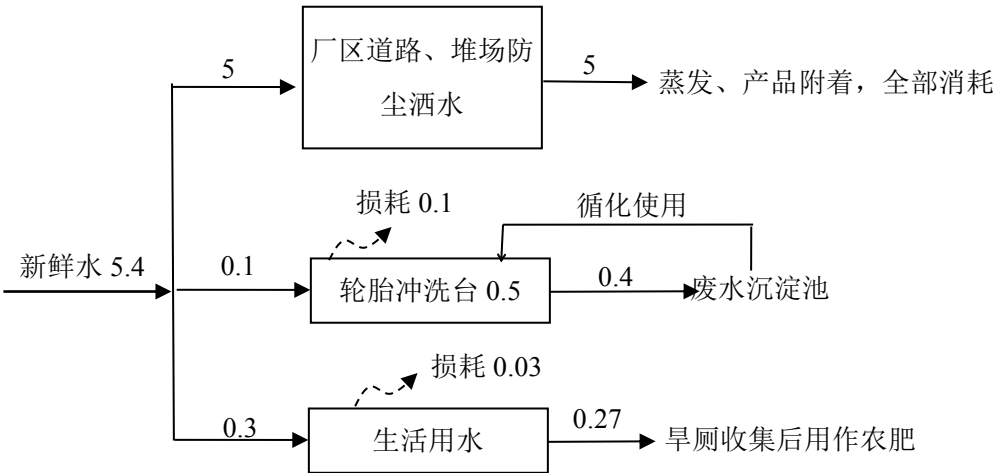 厂区道路、堆场防
尘洒水
5
5
蒸发、产品附着，全部消耗
损耗 0.1
循化使用
新鲜水 5.4
0.1
轮胎冲洗台 0.5
0.4
废水沉淀池
损耗 0.03
0.3
生活用水
0.27
旱厕收集后用作农肥